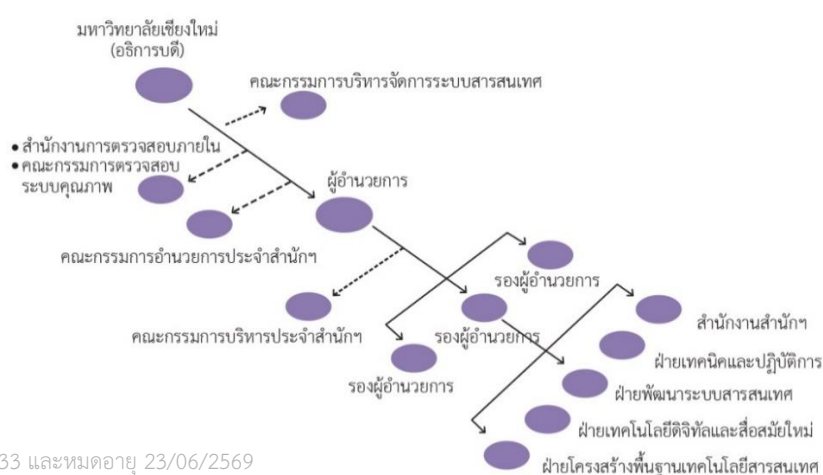 มหาวิทยาลัยเชียงใหม่
(อธิการบดี)
คณะกรรมการบริหารจัดการระบบสารสนเทศ
• สำนักงานการตรวจสอบภายใน
• คณะกรรมการตรวจสอบ
ระบบคุณภาพ
ผู้อำนวยการ
คณะกรรมการอำนวยการประจำสำนักฯ
รองผู้อำนวยการ
คณะกรรมการบริหารประจำสำนักฯ
รองผู้อำนวยการ
รองผู้อำนวยการ
สำนักงานสำนักฯ
ฝ่ายเทคนิคและปฏิบัติการ
ฝ่ายพัฒนาระบบสารสนเทศ
ฝ่ายเทคโนโลยีดิจิทัลและสื่อสมัยใหม่
ฝ่ายโครงสร้างพื้นฐานเทคโนโลยีสารสนเทศ
33 และหมดอายุ 23/06/2569